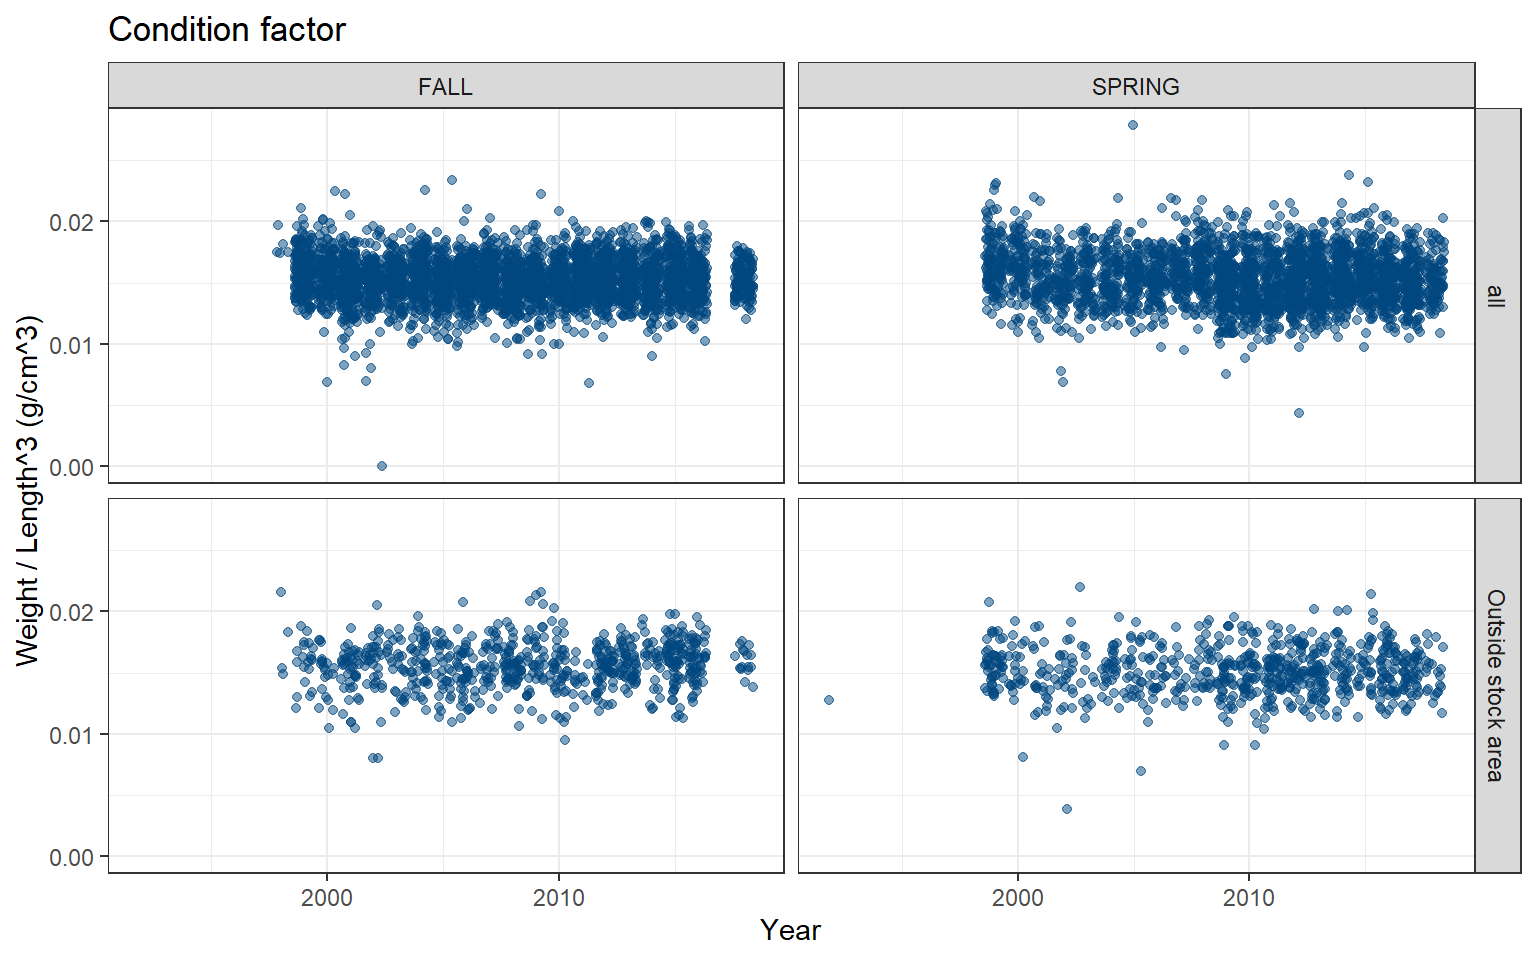 Condition factor
FALL
SPRING
all
Outside stock area
Weight / Length^3 (g/cm^3)
0.02
0.01
0.00
0.02
0.01
0.00
2000
2010
2000
2010
Year